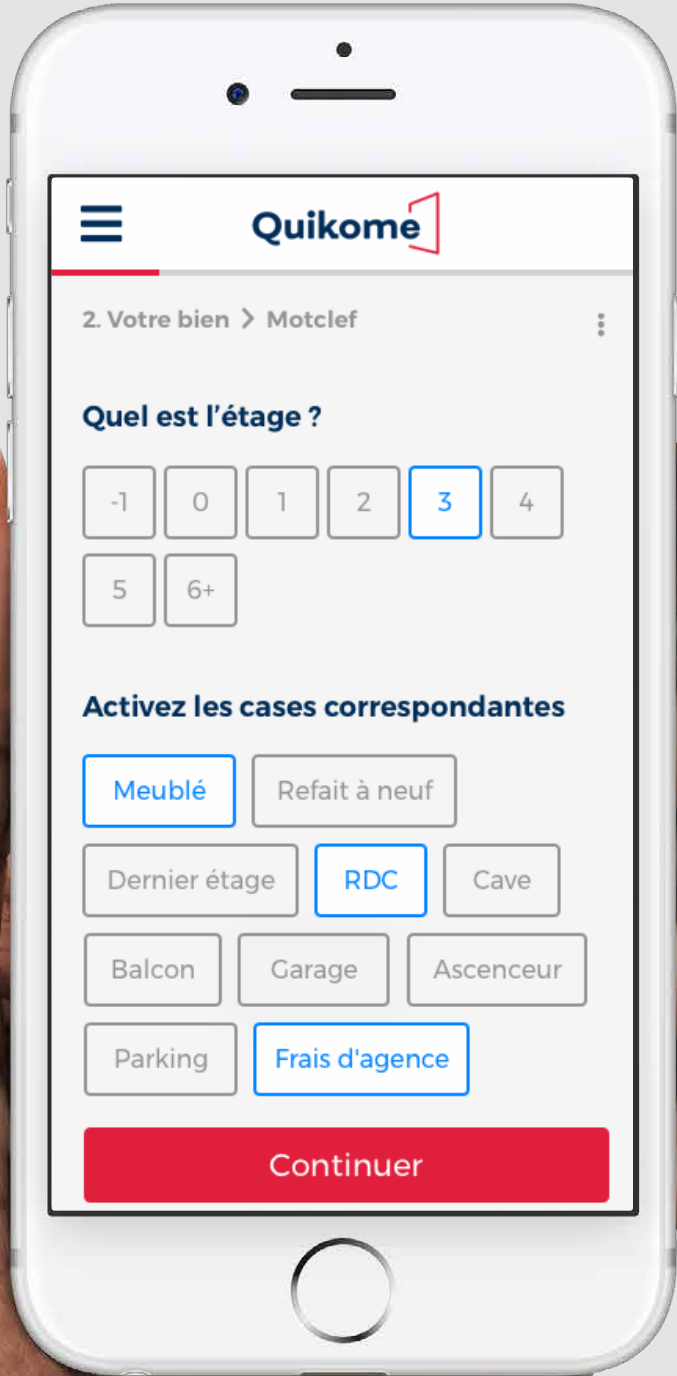 Quikome
2. Votre bien > Motclef
Quel est l'étage ?
-1 0 1 2 3 4
5 6+
Activez les cases correspondantes
Meublé Refait à neuf
Dernier étage RDC Cave
Balcon Garage Ascenceur
Parking Frais d'agence
Continuer